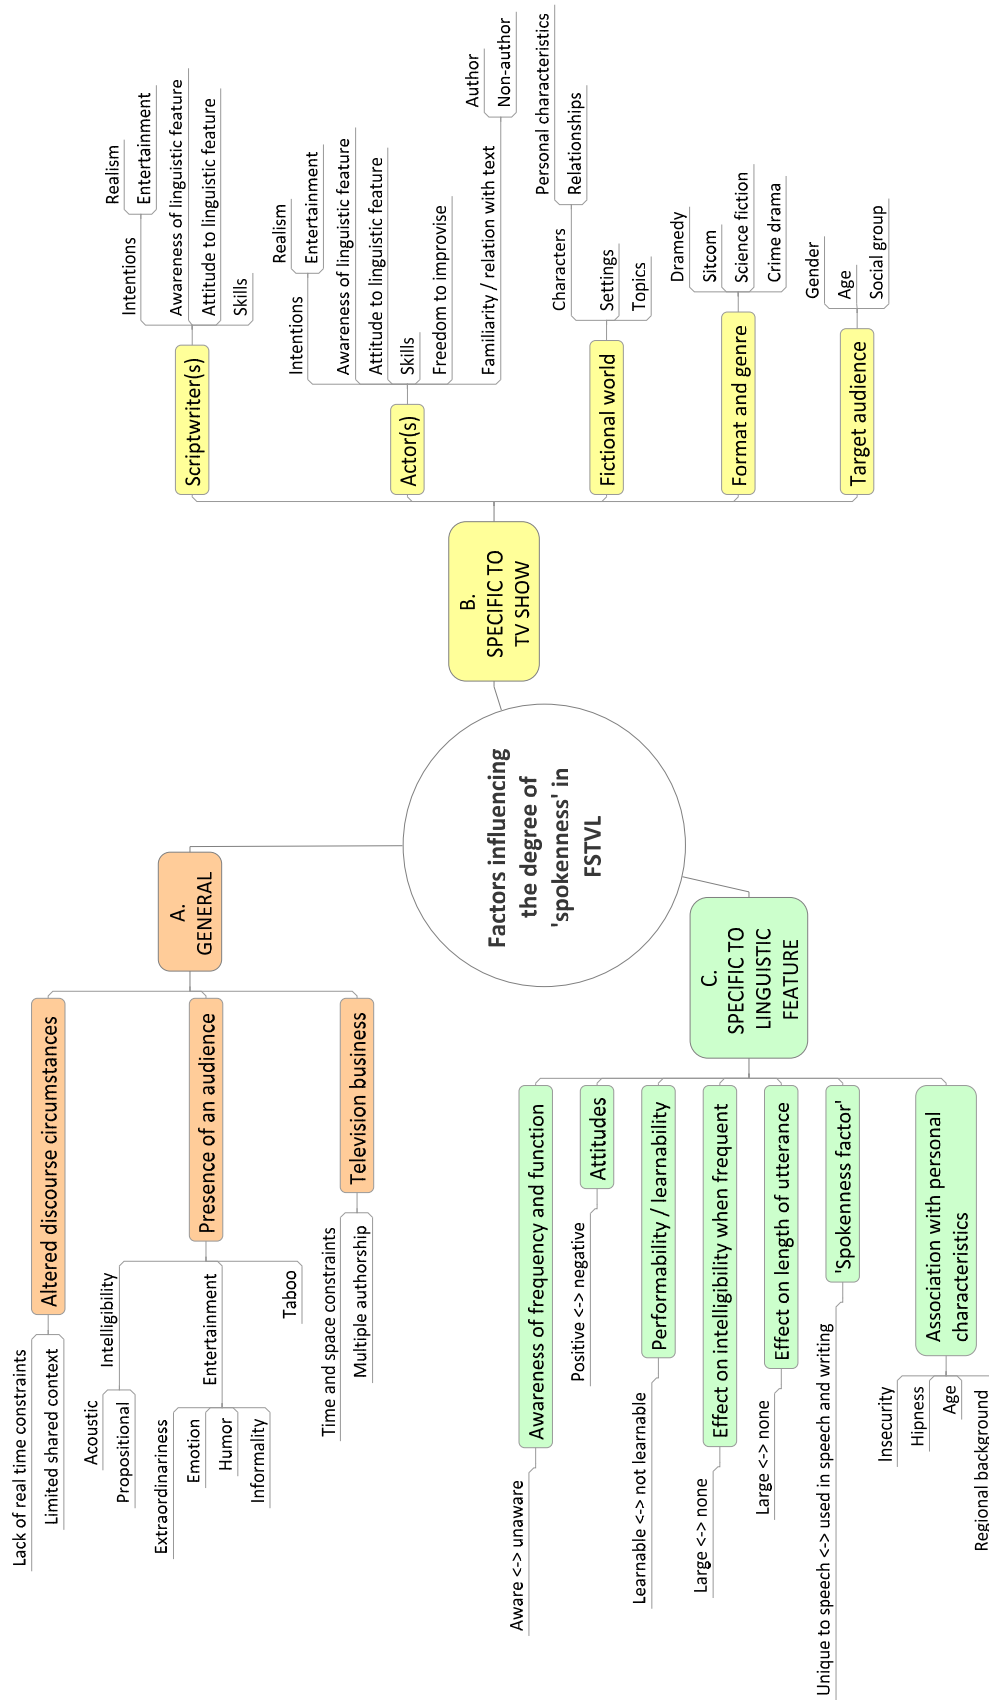 Factors influencing
the degree of
'spokenness' in
FSTVL
A.
GENERAL
Altered discourse circumstances
Lack of real time constraints
Limited shared context
Presence of an audience
Intelligibility
Acoustic
Propositional
Entertainment
Extraordinariness
Emotion
Humor
Informality
Taboo
Television business
Time and space constraints
Multiple authorship
B.
SPECIFIC TO
TV SHOW
Scriptwriter(s)
Intentions
Realism
Entertainment
Awareness of linguistic feature
Attitude to linguistic feature
Skills
Actor(s)
Intentions
Realism
Entertainment
Awareness of linguistic feature
Attitude to linguistic feature
Skills
Freedom to improvise
Familiarity / relation with text
Author
Non-author
Fictional world
Characters
Personal characteristics
Relationships
Settings
Topics
Format and genre
Dramedy
Sitcom
Science fiction
Crime drama
Target audience
Gender
Age
Social group
C.
SPECIFIC TO
LINGUISTIC
FEATURE
Awareness of frequency and function
Aware <-> unaware
Attitudes
Positive <-> negative
Performability / learnability
Learnable <-> not learnable
Effect on intelligibility when frequent
Large <-> none
Effect on length of utterance
Large <-> none
'Spokenness factor'
Unique to speech <-> used in speech and writing
Association with personal
characteristics
Insecurity
Hipness
Age
Regional background